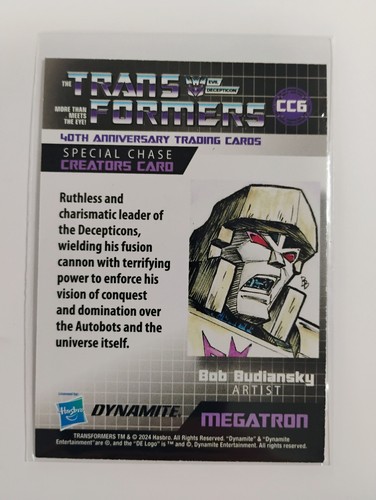 THE
TRANS
EVIL
DECEPTICON
CC6
MORE THAN
MEETS
THE EYE!
FORMERS
40TH ANNIVERSARY TRADING CARDS
SPECIAL CHASE
CREATORS CARD
Ruthless and
charismatic leader of
the Decepticons,
wielding his fusion
cannon with terrifying
power to enforce his
vision of conquest
and domination over
the Autobots and the
universe itself.
Bob Budiansky
ARTIST
Hasbro
DYNAMITE
MEGATRON
TRANSFORMERS TM & © 2024 Hasbro. All Rights Reserved. "Dynamite" & "Dynamite
Entertainment" are ©, and the "DE Logo" is ™ and ©, Dynamite Entertainment. All rights
reserved.